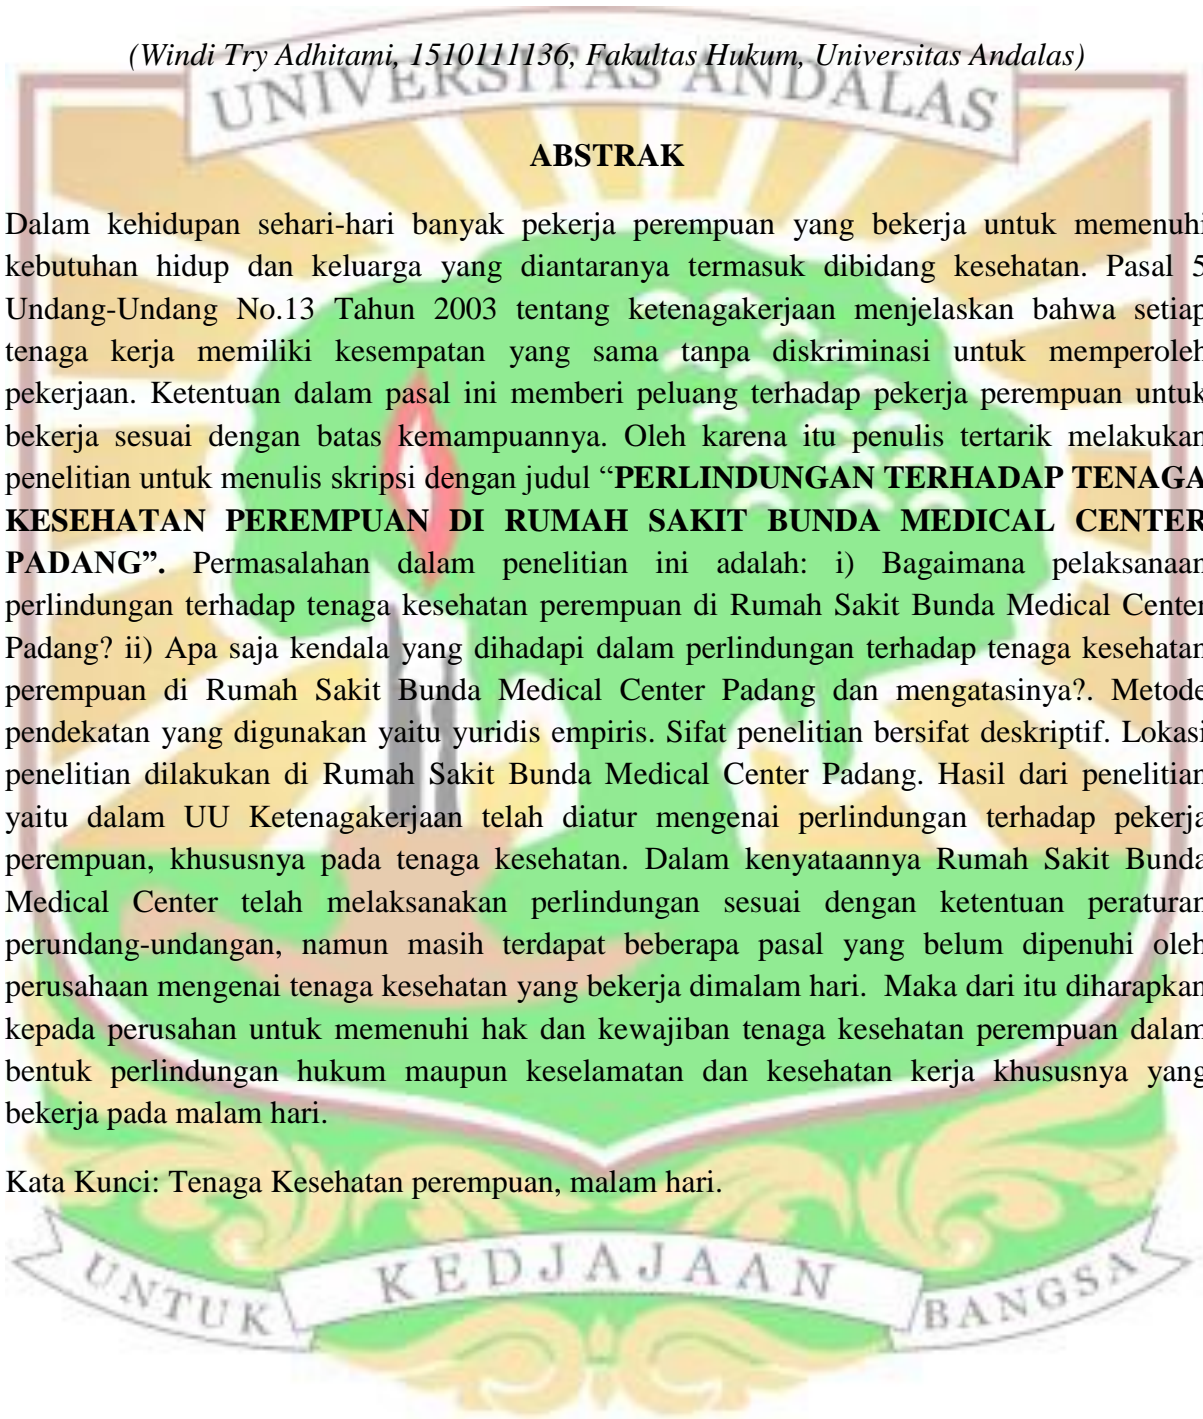 (Windi Try Adhitami, 1510111136, Fakultas Hukum, Universitas Andalas)
UNIVERSITAS ANDALAS
ABSTRAK
Dalam kehidupan sehari-hari banyak pekerja perempuan yang bekerja untuk memenuhi
kebutuhan hidup dan keluarga yang diantaranya termasuk dibidang kesehatan. Pasal 5
Undang-Undang No.13 Tahun 2003 tentang ketenagakerjaan menjelaskan bahwa setiap
tenaga kerja memiliki kesempatan yang sama tanpa diskriminasi untuk memperoleh
pekerjaan. Ketentuan dalam pasal ini memberi peluang terhadap pekerja perempuan untuk
bekerja sesuai dengan batas kemampuannya. Oleh karena itu penulis tertarik melakukan
penelitian untuk menulis skripsi dengan judul “PERLINDUNGAN TERHADAP TENAGA
KESEHATAN PEREMPUAN DI RUMAH SAKIT BUNDA MEDICAL CENTER
PADANG”. Permasalahan dalam penelitian ini adalah: i) Bagaimana pelaksanaan
perlindungan terhadap tenaga kesehatan perempuan di Rumah Sakit Bunda Medical Center
Padang? ii) Apa saja kendala yang dihadapi dalam perlindungan terhadap tenaga kesehatan
perempuan di Rumah Sakit Bunda Medical Center Padang dan mengatasinya?. Metode
pendekatan yang digunakan yaitu yuridis empiris. Sifat penelitian bersifat deskriptif. Lokasi
penelitian dilakukan di Rumah Sakit Bunda Medical Center Padang. Hasil dari penelitian
yaitu dalam UU Ketenagakerjaan telah diatur mengenai perlindungan terhadap pekerja
perempuan, khususnya pada tenaga kesehatan. Dalam kenyataannya Rumah Sakit Bunda
Medical Center telah melaksanakan perlindungan sesuai dengan ketentuan peraturan
perundang-undangan, namun masih terdapat beberapa pasal yang belum dipenuhi oleh
perusahaan mengenai tenaga kesehatan yang bekerja dimalam hari. Maka dari itu diharapkan
kepada perusahan untuk memenuhi hak dan kewajiban tenaga kesehatan perempuan dalam
bentuk perlindungan hukum maupun keselamatan dan kesehatan kerja khususnya yang
bekerja pada malam hari.
Kata Kunci: Tenaga Kesehatan perempuan, malam hari.
UNTUK KEDJAJAAN BANGSA